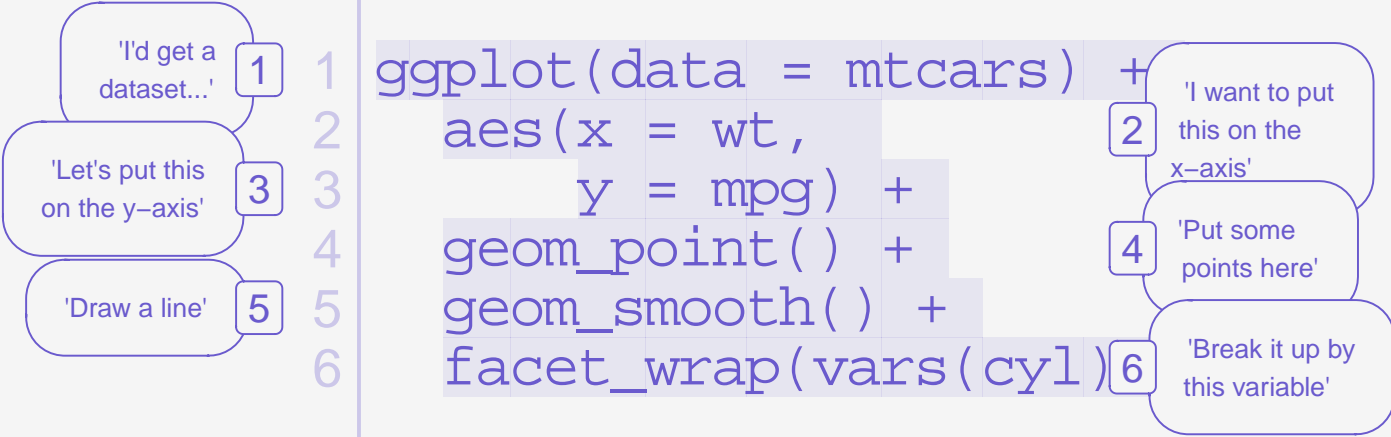 'I'd get a
dataset...'
1
'Let's put this
on the y−axis'
3
'Draw a line'
5
1 ggplot(data = mtcars) +
2 aes(x = wt,
3 y = mpg) +
4 geom_point() +
5 geom_smooth() +
6 facet_wrap(vars(cyl)
2
'I want to put
this on the
x−axis'
4
'Put some
points here'
6
'Break it up by
this variable'